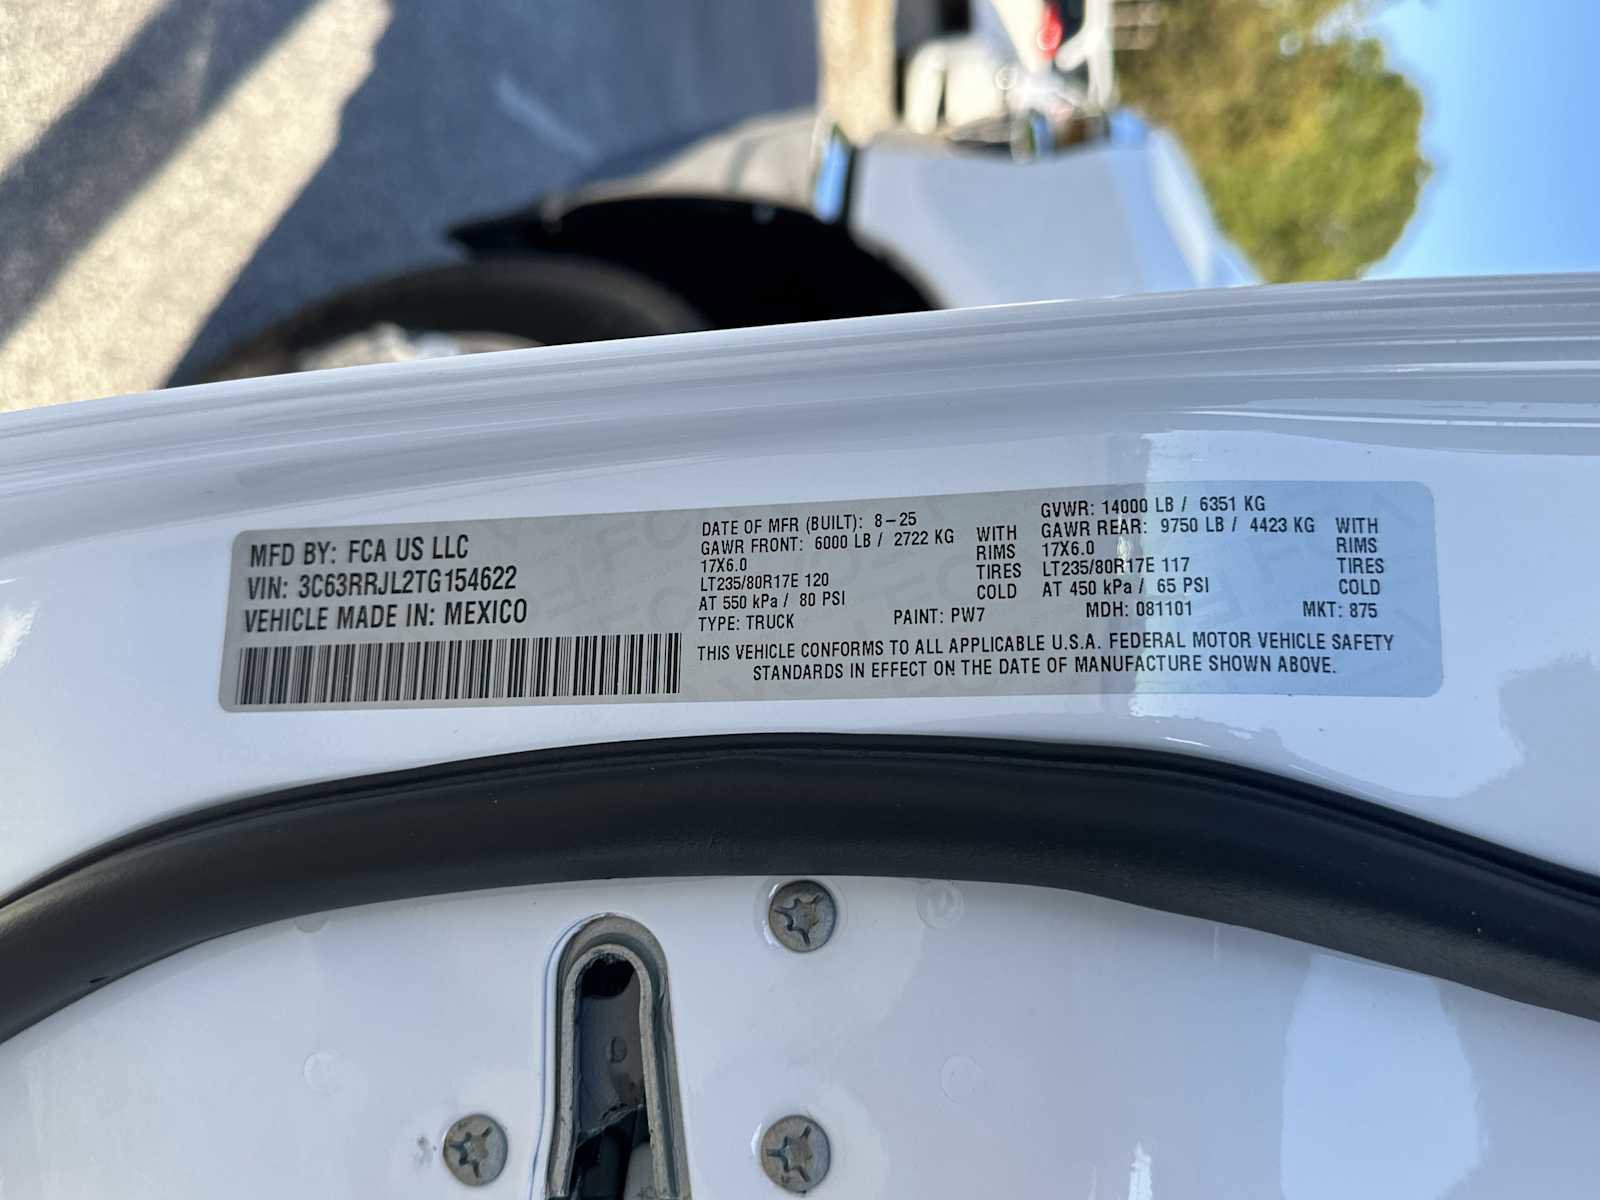 MFD BY: FCA US LLC
VIN: 3C63RRJL2TG154622
VEHICLE MADE IN: MEXICO
DATE OF MFR (BUILT): 8-25
GAWR FRONT: 6000 LB / 2722 KG WITH
17X6.0 RIMS
LT235/80R17E 120 TIRES
AT 550 kPa / 80 PSI COLD
TYPE: TRUCK PAINT: PW7
GVWR: 14000 LB / 6351 KG
GAWR REAR: 9750 LB / 4423 KG WITH
17X6.0 RIMS
LT235/80R17E 117 TIRES
AT 450 kPa / 65 PSI COLD
MDH: 081101 MKT: 875
THIS VEHICLE CONFORMS TO ALL APPLICABLE U.S.A. FEDERAL MOTOR VEHICLE SAFETY
STANDARDS IN EFFECT ON THE DATE OF MANUFACTURE SHOWN ABOVE.